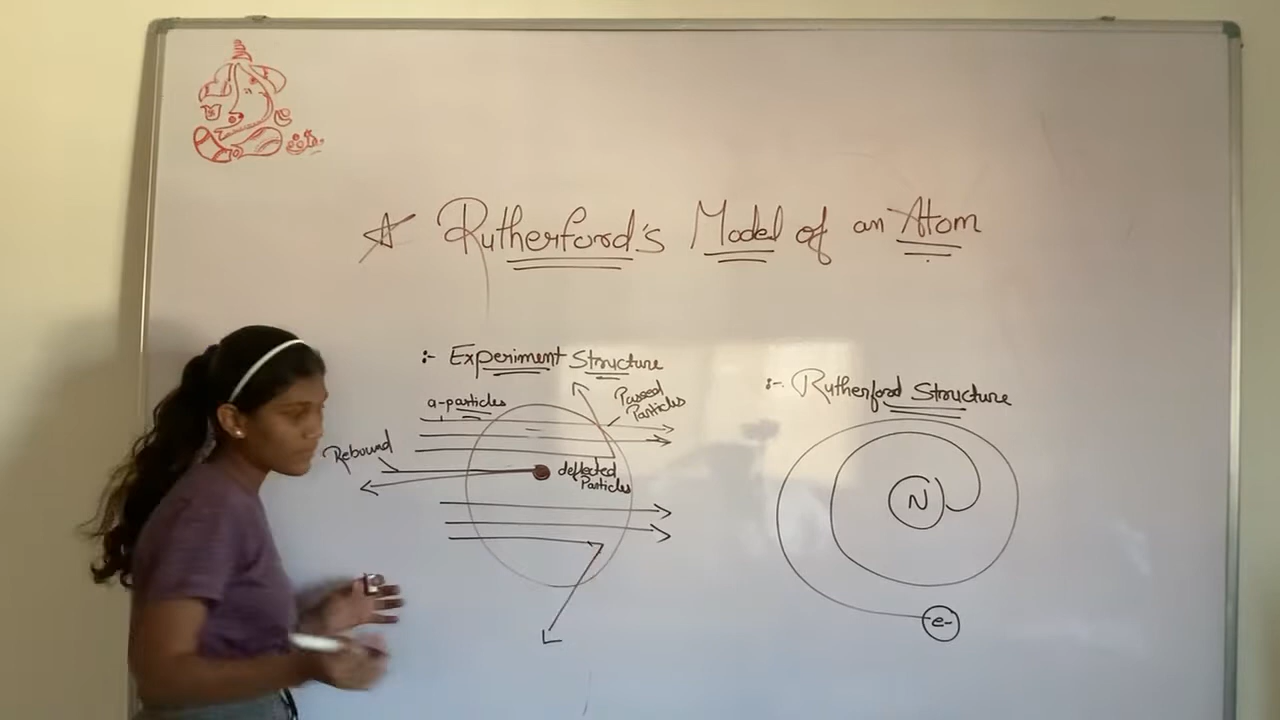 Rutherford's Model of an Atom
:- Experiment Structure
a-particles
Passed
Particles
Rebound
deflected
Particles
:- Rutherford Structure
N
e-